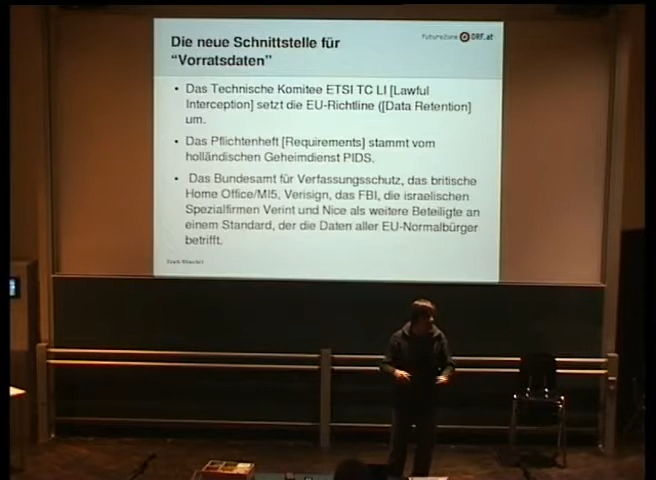 Die neue Schnittstelle für
"Vorratsdaten"
futurezone ORF.at
• Das Technische Komitee ETSI TC LI [Lawful
Interception] setzt die EU-Richtline ([Data Retention]
um.
• Das Pflichtenheft [Requirements] stammt vom
holländischen Geheimdienst PIDS.
• Das Bundesamt für Verfassungsschutz, das britische
Home Office/MI5, Verisign, das FBI, die israelischen
Spezialfirmen Verint und Nice als weitere Beteiligte an
einem Standard, der die Daten aller EU-Normalbürger
betrifft.